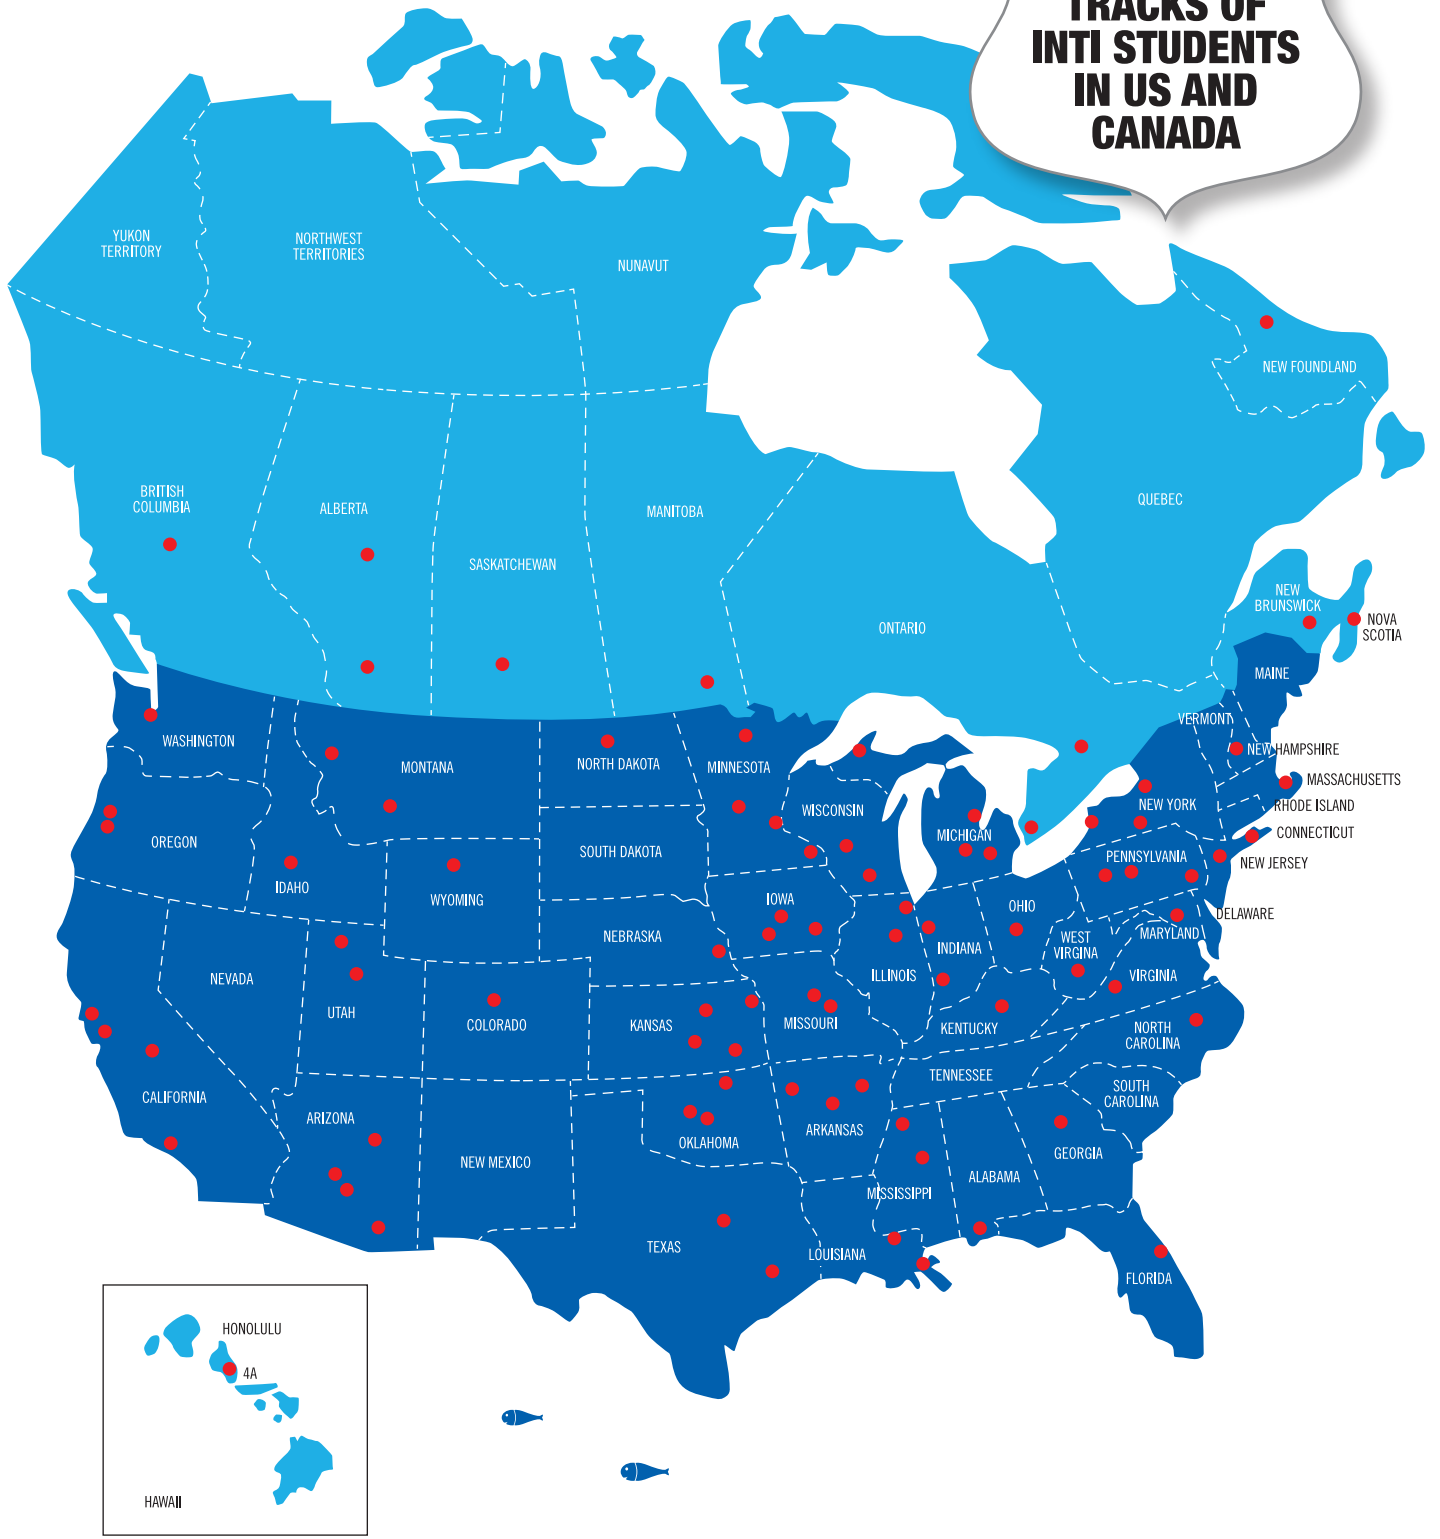 TRACKS OF
INTI STUDENTS
IN US AND
CANADA
YUKON
TERRITORY
NORTHWEST
TERRITORIES
NUNAVUT
NEW FOUNDLAND
BRITISH
COLUMBIA
ALBERTA
SASKATCHEWAN
MANITOBA
ONTARIO
QUEBEC
NEW
BRUNSWICK
NOVA
SCOTIA
MAINE
VERMONT
NEW HAMPSHIRE
MASSACHUSETTS
RHODE ISLAND
CONNECTICUT
NEW JERSEY
DELAWARE
WASHINGTON
MONTANA
NORTH DAKOTA
MINNESOTA
WISCONSIN
MICHIGAN
NEW YORK
PENNSYLVANIA
OREGON
IDAHO
WYOMING
SOUTH DAKOTA
IOWA
OHIO
WEST
VIRGINA
MARYLAND
VIRGINIA
NEVADA
UTAH
COLORADO
NEBRASKA
KANSAS
MISSOURI
ILLINOIS
INDIANA
KENTUCKY
NORTH
CAROLINA
TENNESSEE
SOUTH
CAROLINA
CALIFORNIA
ARIZONA
NEW MEXICO
OKLAHOMA
ARKANSAS
MISSISSIPPI
ALABAMA
GEORGIA
TEXAS
LOUISIANA
FLORIDA
HONOLULU
4A
HAWAII